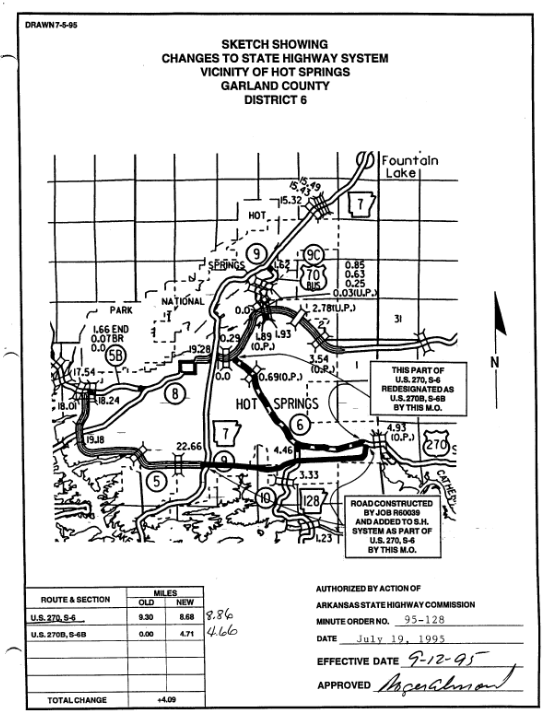 DRAWN 7-5-95
SKETCH SHOWING
CHANGES TO STATE HIGHWAY SYSTEM
VICINITY OF HOT SPRINGS
GARLAND COUNTY
DISTRICT 6
Fountain
Lake
15.49
15.43
15.32
7
HOT
9
9C
SPRINGS
1.62
70
BUS
0.85
0.63
0.25
0.03(U.P.)
NATIONAL
PARK
0.0
2.78(U.P.)
31
1.66 END
0.07BR
0.0
5B
0.29
1.89
(O.P.)
1.93
2
19.28
3.54
(O.P.)
17.54
0.0
0.69(O.P.)
THIS PART OF
U.S. 270, S-6
REDESIGNATED AS
U.S. 270B, S-6B
BY THIS M.O.
8
18.01
18.24
HOT SPRINGS
6
4.93
(O.P.)
270
19.18
7
22.66
4.46
9
5
3.33
10
128
1.23
ROAD CONSTRUCTED
BY JOB R60039
AND ADDED TO S.H.
SYSTEM AS PART OF
U.S. 270, S-6
BY THIS M.O.
N
ROUTE & SECTION
MILES
OLD NEW
U.S. 270, S-6 9.30 8.68 8.86
U.S. 270B, S-6B 0.00 4.71 4.66
TOTAL CHANGE +4.09
AUTHORIZED BY ACTION OF
ARKANSAS STATE HIGHWAY COMMISSION
MINUTE ORDER NO. 95-128
DATE July 19, 1995
EFFECTIVE DATE 9-12-95
APPROVED